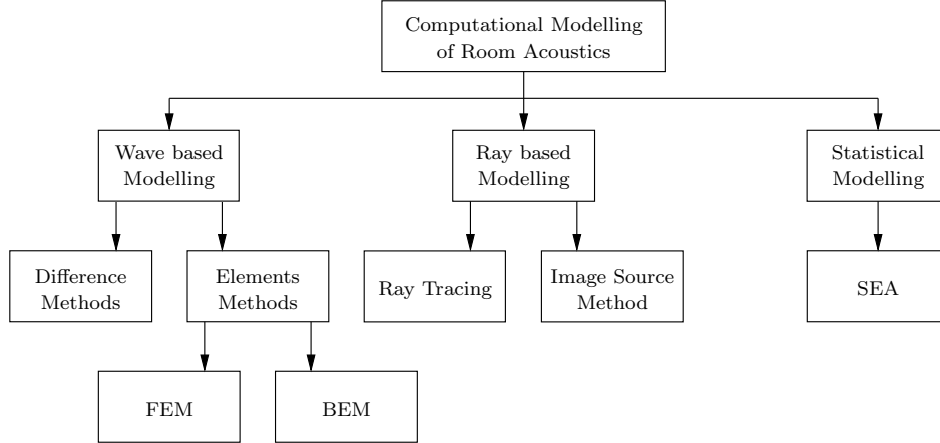 Computational Modelling
of Room Acoustics
Wave based
Modelling
Ray based
Modelling
Statistical
Modelling
Difference
Methods
Elements
Methods
Ray Tracing
Image Source
Method
SEA
FEM
BEM